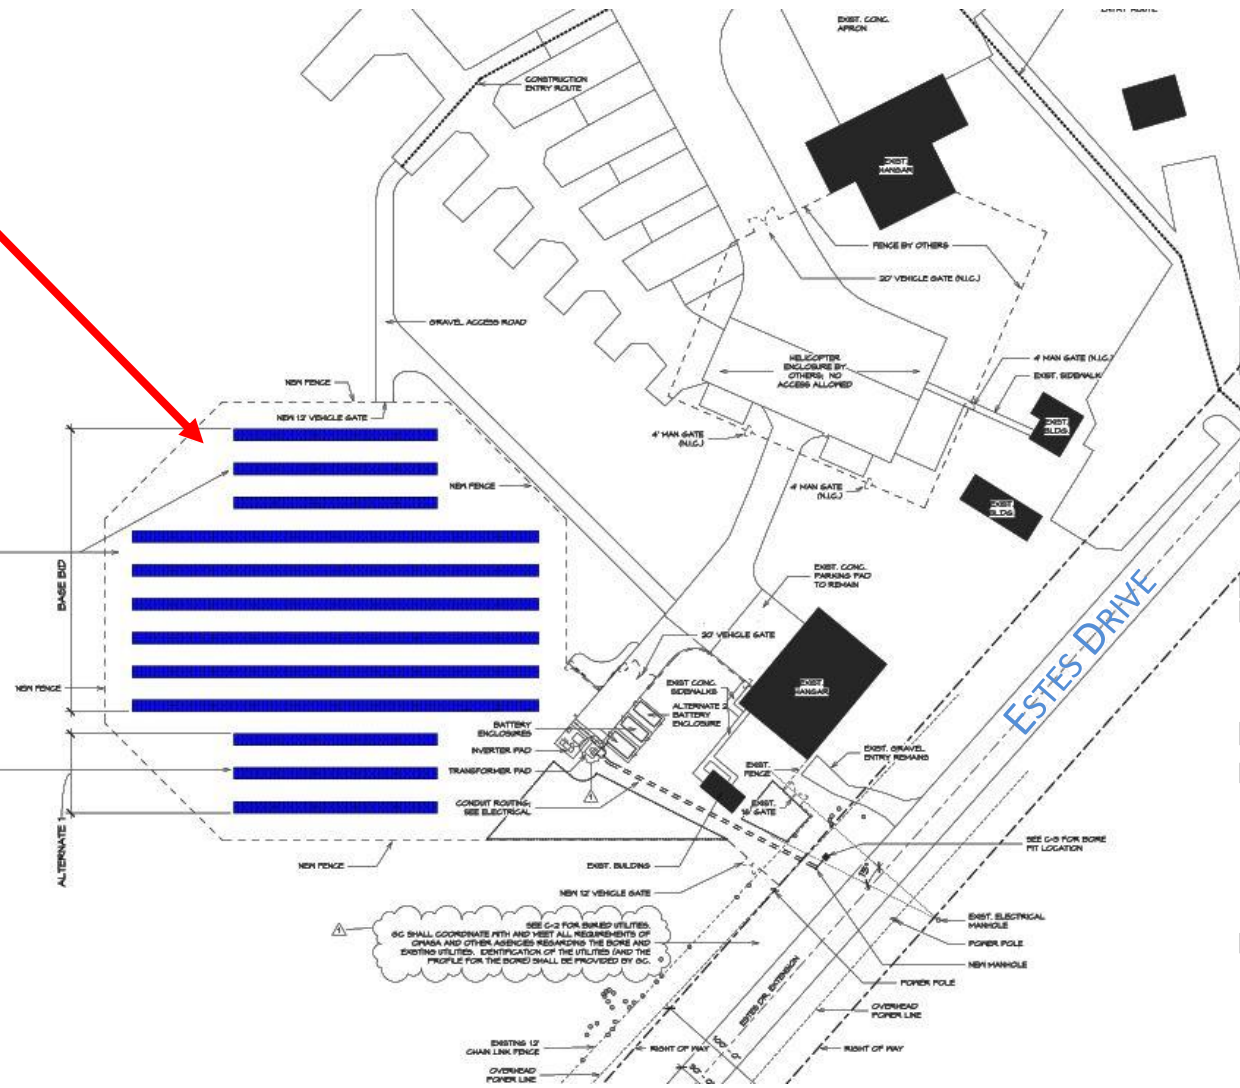 EXIST. CONC.
APRON
ENTRY ROUTE
CONSTRUCTION
ENTRY ROUTE
EXIST.
HANGAR
FENCE BY OTHERS
20' VEHICLE GATE (N.I.C.)
GRAVEL ACCESS ROAD
HELICOPTER
ENCLOSURE BY
OTHERS; NO
ACCESS ALLOWED
4' MAN GATE (N.I.C.)
EXIST. SIDEWALK
NEW FENCE
NEW 12' VEHICLE GATE
EXIST.
BLDG.
4' MAN GATE
(N.I.C.)
NEW FENCE
4' MAN GATE
(N.I.C.)
EXIST.
BLDG.
BASE BID
EXIST. CONC.
PARKING PAD
TO REMAIN
ESTES DRIVE
20' VEHICLE GATE
NEW FENCE
EXIST CONC.
SIDEWALKS
EXIST.
HANGAR
ALTERNATE 2
BATTERY
ENCLOSURE
BATTERY
ENCLOSURES
INVERTER PAD
TRANSFORMER PAD
EXIST. GRAVEL
ENTRY REMAINS
EXIST.
FENCE
CONDUIT ROUTING;
SEE ELECTRICAL
EXIST.
GATE
ALTERNATE 1
SEE C-5 FOR BORE
PIT LOCATION
NEW FENCE
EXIST. BUILDING
75'
NEW 12' VEHICLE GATE
EXIST. ELECTRICAL
MANHOLE
SEE C-2 FOR BURIED UTILITIES.
GC SHALL COORDINATE WITH AND MEET ALL REQUIREMENTS OF
OWASA AND OTHER AGENCIES REGARDING THE BORE AND
EXISTING UTILITIES. IDENTIFICATION OF THE UTILITIES (AND THE
PROFILE FOR THE BORE) SHALL BE PROVIDED BY GC.
POWER POLE
NEW MANHOLE
POWER POLE
ESTES DR. EXTENSION
OVERHEAD
POWER LINE
EXISTING 12'
CHAIN LINK FENCE
RIGHT OF WAY
100'-0"
RIGHT OF WAY
OVERHEAD
POWER LINE